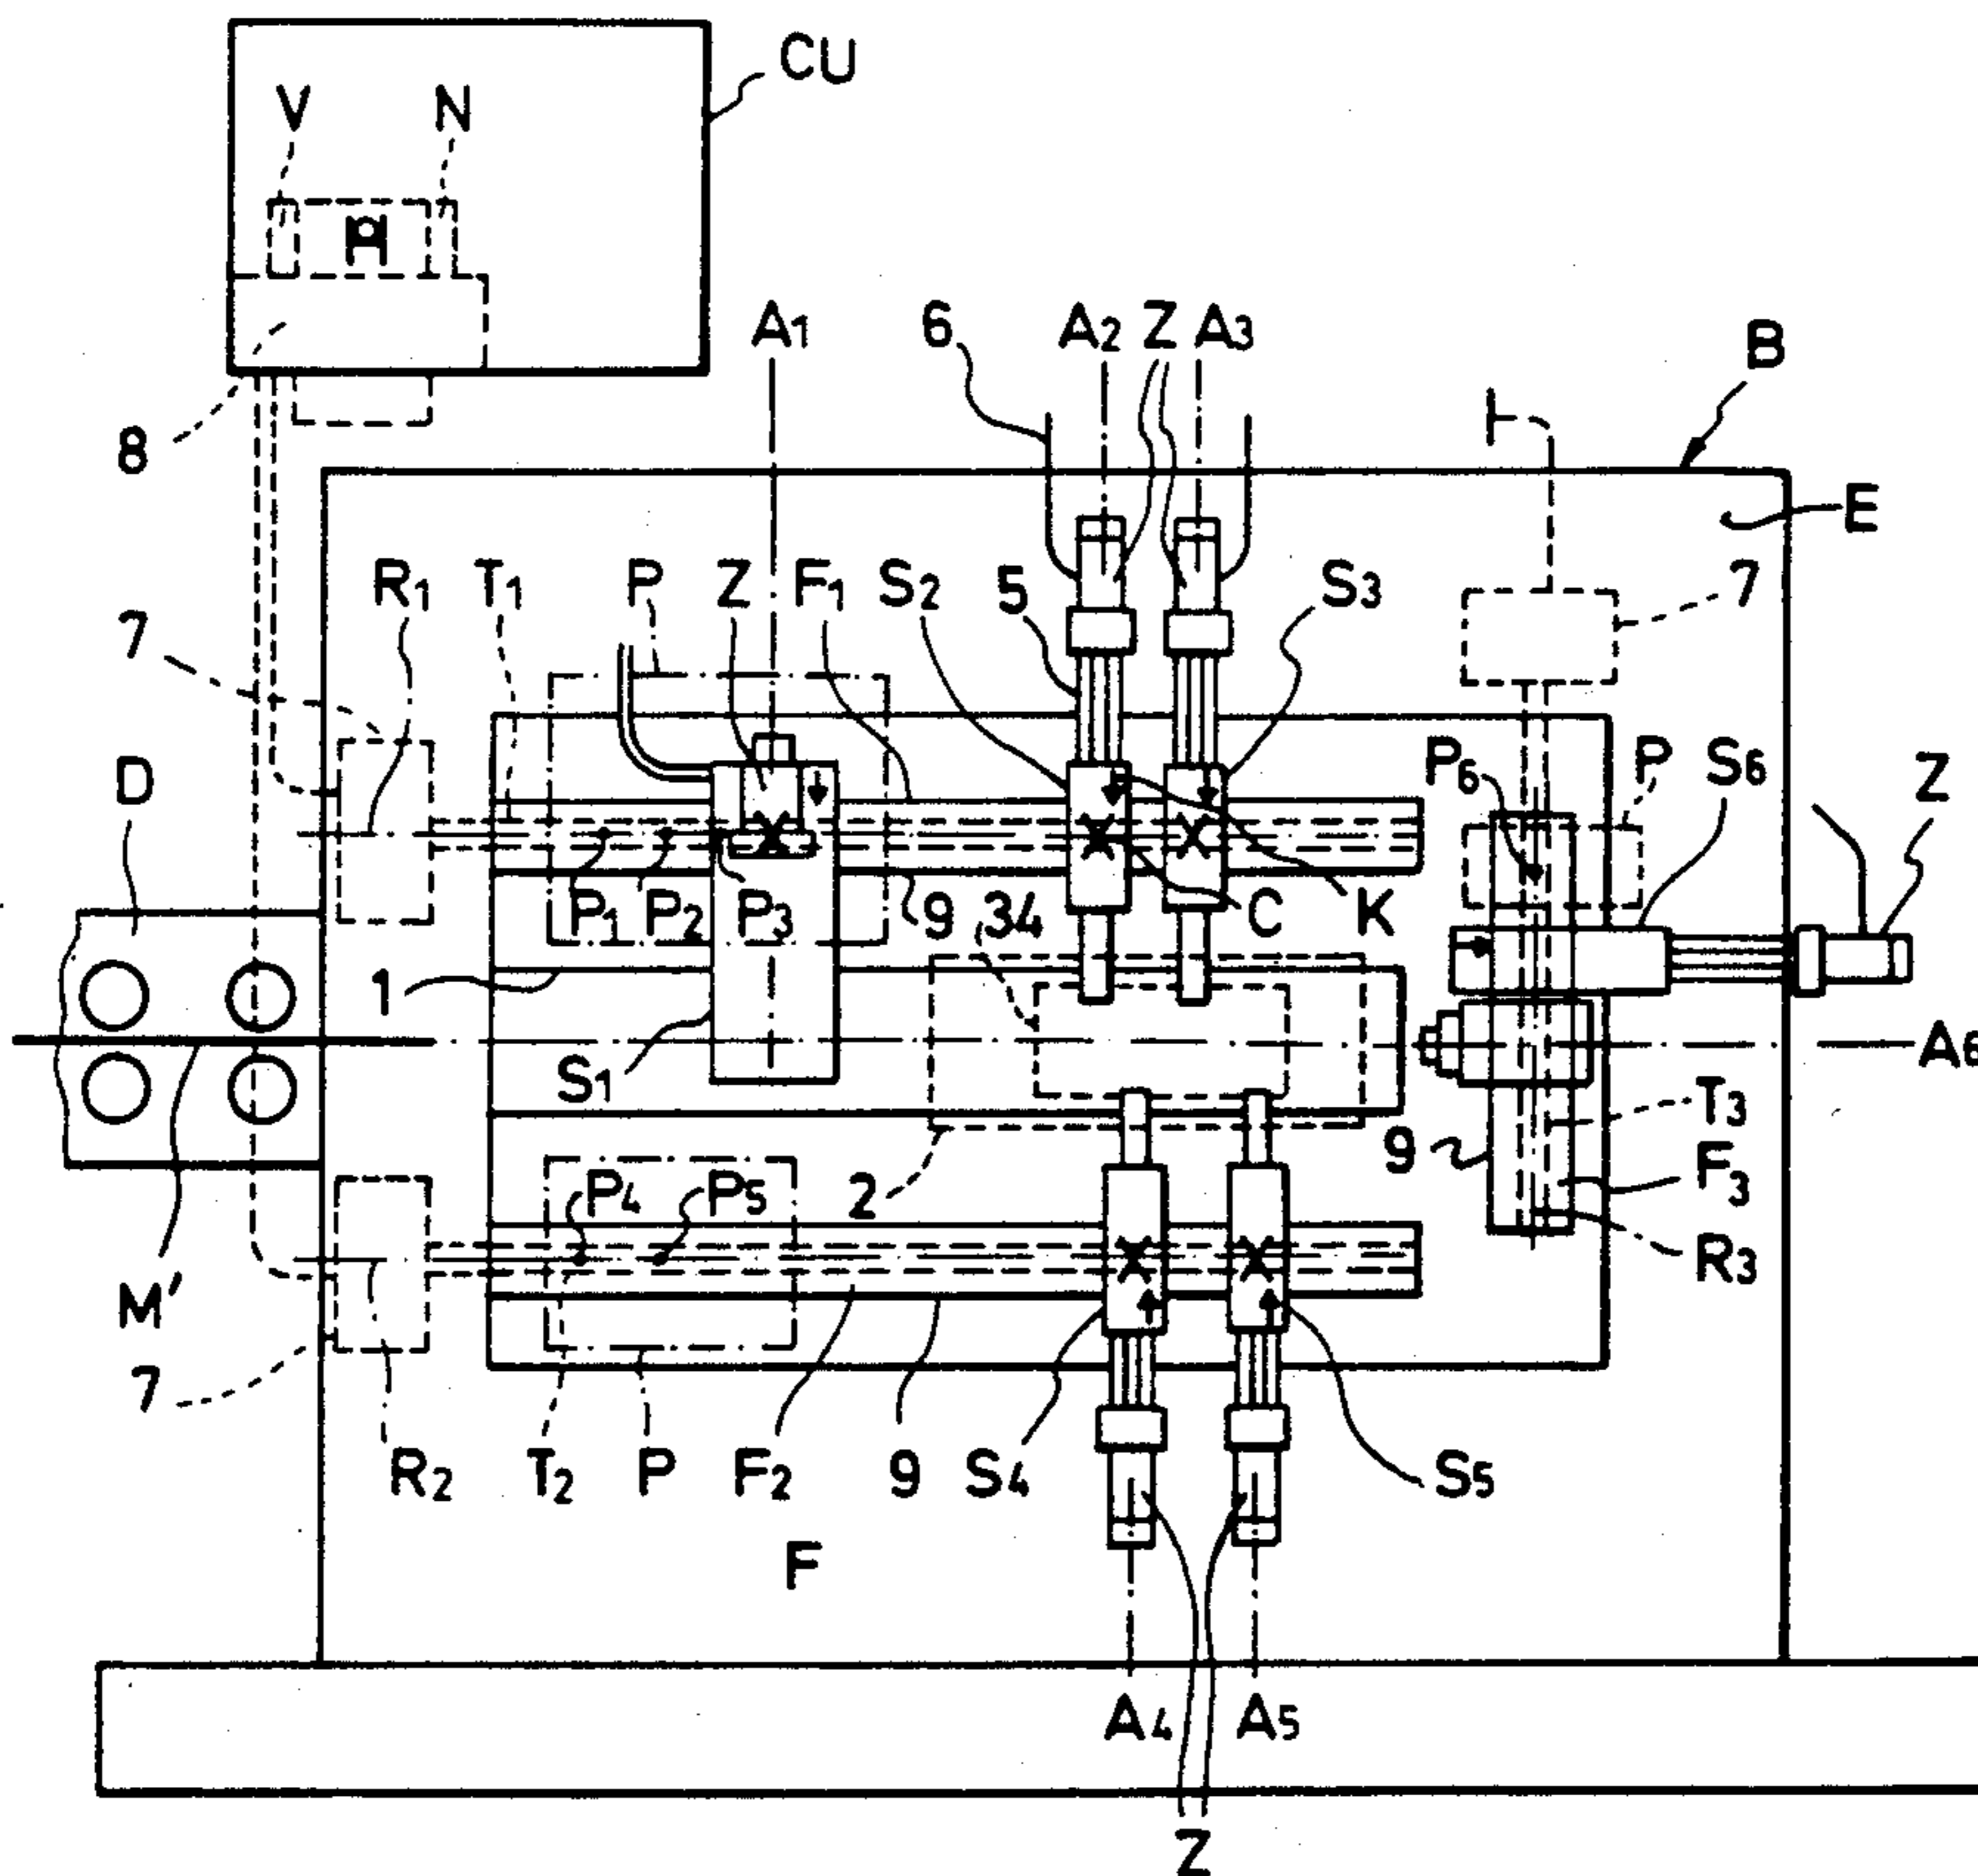 CU
V N
A
8
A1 6 A2 Z A3 B
E
R1 T1 P Z F1 S2 5 S3 7
7
D P6 P S6 Z
P1 P2 P3 9 34 C K
1
S1 A6
T3
P4 P5 2 9 F3
M' R3
7
R2 T2 P F2 9 S4 S5
F
A4 A5
Z